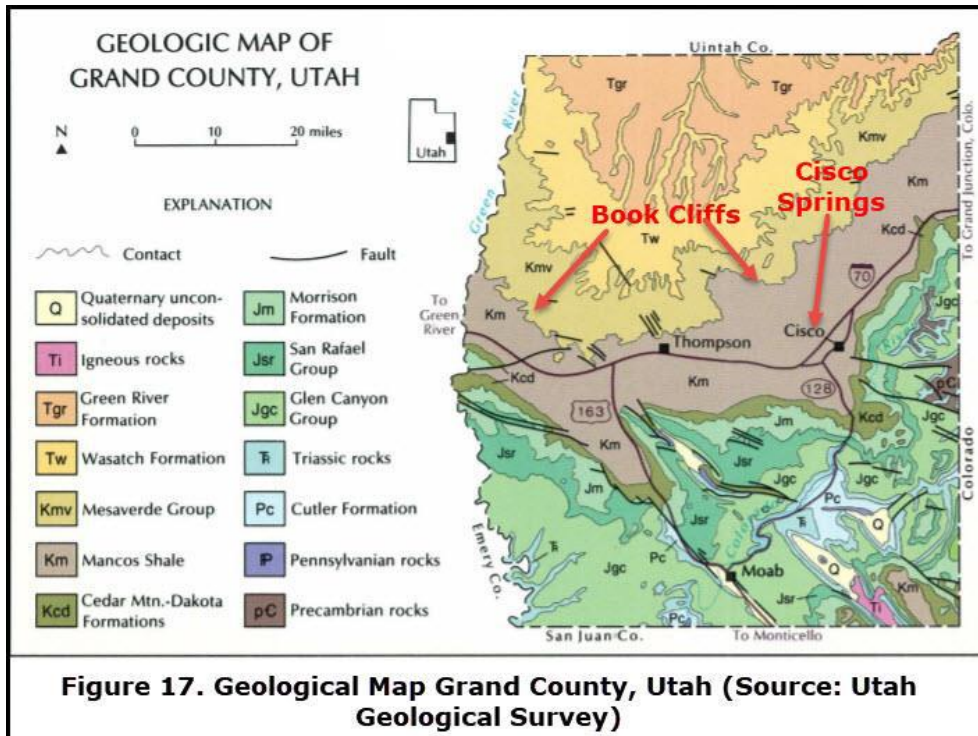 GEOLOGIC MAP OF
GRAND COUNTY, UTAH
N
0 10 20 miles
Utah
EXPLANATION
Contact
Fault
Q
Quaternary uncon-
solidated deposits
Ti
Igneous rocks
Tgr
Green River
Formation
Tw
Wasatch Formation
Kmv
Mesaverde Group
Km
Mancos Shale
Kcd
Cedar Mtn.-Dakota
Formations
Jm
Morrison
Formation
Jsr
San Rafael
Group
Jgc
Glen Canyon
Group
Ƭ
Triassic rocks
Pc
Cutler Formation
IP
Pennsylvanian rocks
pC
Precambrian rocks
Uintah Co.
Tgr
Tgr
Green River
Kmv
Km
Cisco
Springs
Book Cliffs
Tw
Kcd
To Grand Junction, Colo.
Kmv
70
Jgc
To
Green
River
Km
Thompson
Cisco
Kcd
Km
128
pC
Jgc
163
Jm
Kcd
Km
Jsr
Jsr
Jgc
Jgc
Colorado
Jm
Pc
Jsr
Q
Emery Co.
Jgc
Pc
Moab
Q
Jsr
Km
Ti
Pc
San Juan Co.
To Monticello
Figure 17. Geological Map Grand County, Utah (Source: Utah
Geological Survey)